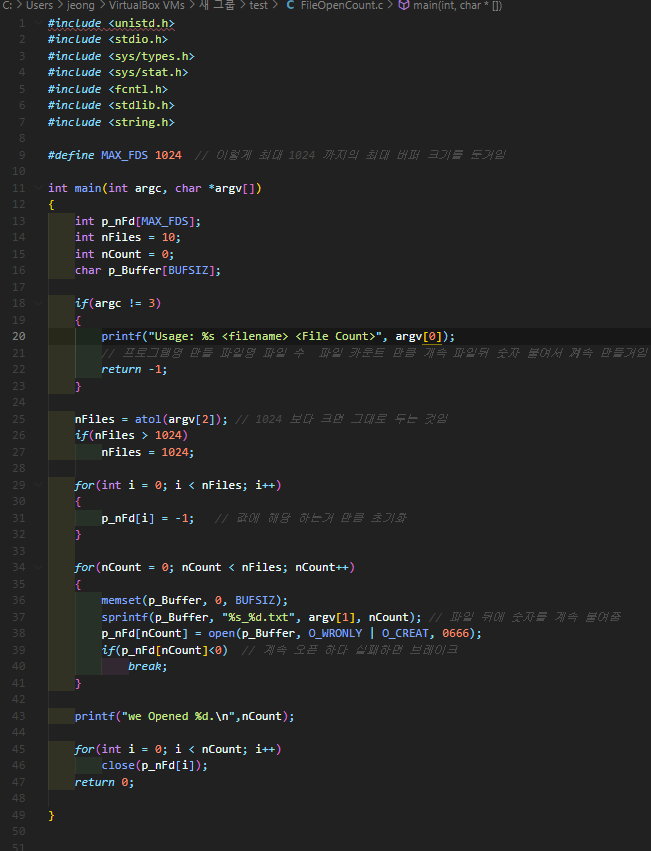 C: > Users > jeong > VirtualBox VMs > 새 그룹 > test > C FileOpenCount.c > main(int, char * [])
1 #include <unistd.h>
2 #include <stdio.h>
3 #include <sys/types.h>
4 #include <sys/stat.h>
5 #include <fcntl.h>
6 #include <stdlib.h>
7 #include <string.h>
8
9 #define MAX_FDS 1024 // 이렇게 최대 1024 까지의 최대 버퍼 크기를 둔거임
10
11 int main(int argc, char *argv[])
12 {
13 int p_nFd[MAX_FDS];
14 int nFiles = 10;
15 int nCount = 0;
16 char p_Buffer[BUFSIZ];
17
18 if(argc != 3)
19 {
20 printf("Usage: %s <filename> <File Count>", argv[0]);
21 // 프로그램명 만들 파일명 파일 수 파일 카운트 만큼 계속 파일뒤 숫자 붙여서 계속 만들거임
22 return -1;
23 }
24
25 nFiles = atol(argv[2]); // 1024 보다 크면 그대로 두는 것임
26 if(nFiles > 1024)
27 nFiles = 1024;
28
29 for(int i = 0; i < nFiles; i++)
30 {
31 p_nFd[i] = -1; // 값에 해당 하는거 만큼 초기화
32 }
33
34 for(nCount = 0; nCount < nFiles; nCount++)
35 {
36 memset(p_Buffer, 0, BUFSIZ);
37 sprintf(p_Buffer, "%s_%d.txt", argv[1], nCount); // 파일 뒤에 숫자를 계속 붙여줌
38 p_nFd[nCount] = open(p_Buffer, O_WRONLY | O_CREAT, 0666);
39 if(p_nFd[nCount]<0) // 계속 오픈 하다 실패하면 브레이크
40 break;
41 }
42
43 printf("we Opened %d.\n",nCount);
44
45 for(int i = 0; i < nCount; i++)
46 close(p_nFd[i]);
47 return 0;
48
49 }
50
51